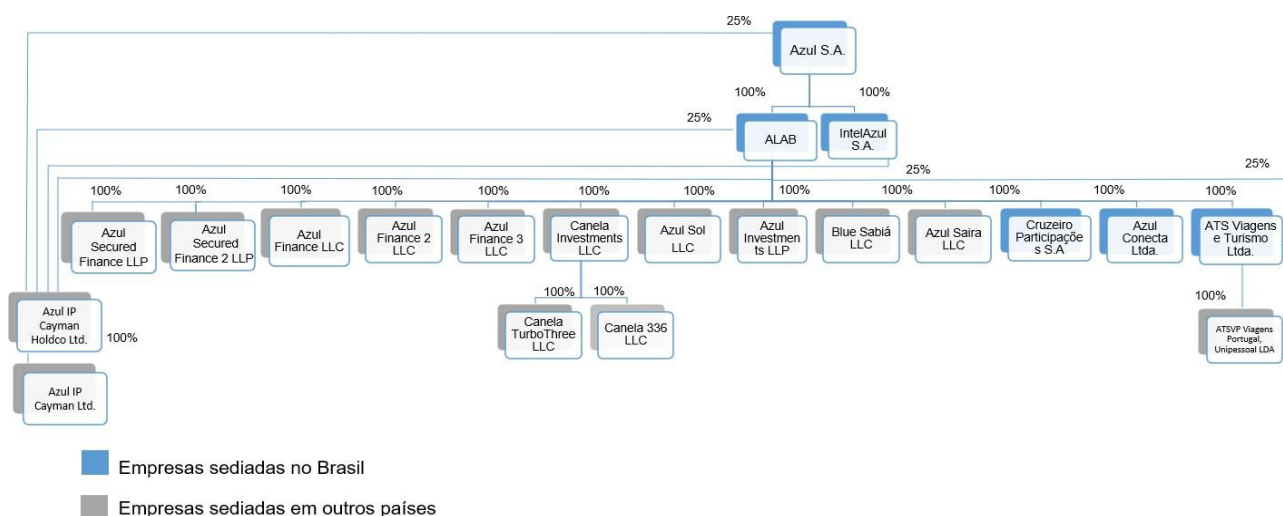 25%
Azul S.A.
100%
100%
25%
ALAB
IntelAzul
S.A.
25%
25%
100%
100%
100%
100%
100%
100%
100%
100%
100%
100%
100%
100%
100%
Azul
Secured
Finance LLP
Azul
Secured
Finance 2 LLP
Azul
Finance LLC
Azul
Finance 2
LLC
Azul
Finance 3
LLC
Canela
Investments
LLC
Azul Sol
LLC
Azul
Investmen
ts LLP
Blue Sabiá
LLC
Azul Saira
LLC
Cruzeiro
Participaçõe
s S.A
Azul
Conecta
Ltda.
ATS Viagens
e Turismo
Ltda.
100%
100%
100%
Azul IP
Cayman
Holdco Ltd.
100%
Canela
TurboThree
LLC
Canela 336
LLC
ATSVP Viagens
Portugal,
Unipessoal LDA
Azul IP
Cayman Ltd.
Empresas sediadas no Brasil
Empresas sediadas em outros países